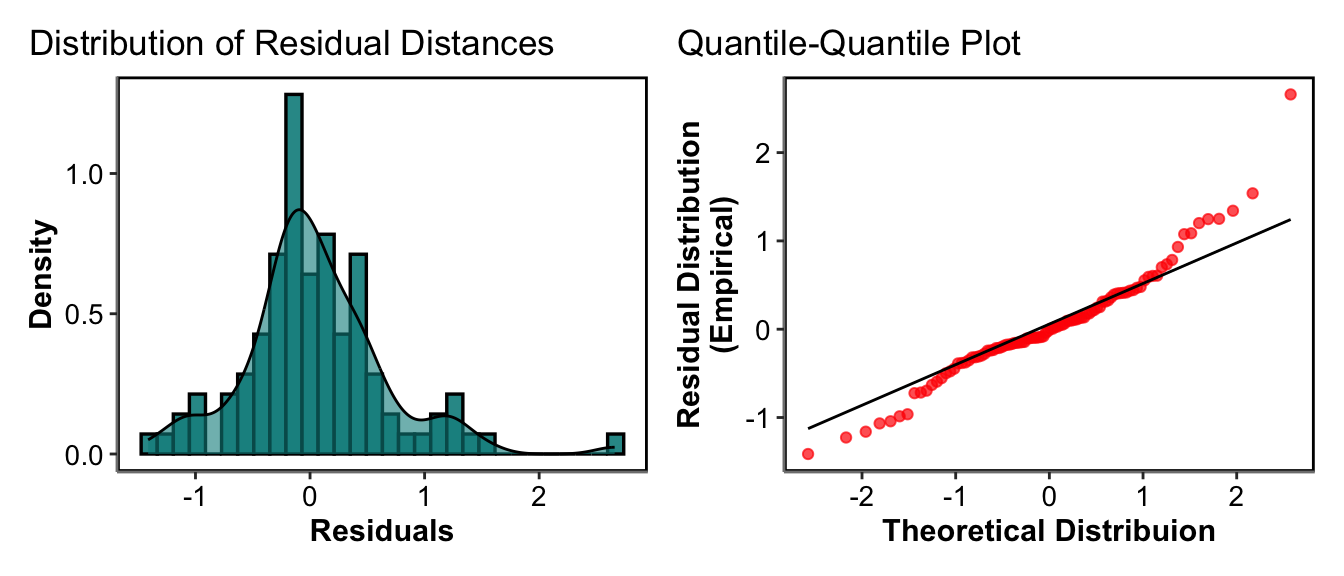 Distribution of Residual Distances
Density
1.0
0.5
0.0
-1
0
1
2
Residuals
Quantile-Quantile Plot
Residual Distribution
(Empirical)
2
1
0
-1
-2
-1
0
1
2
Theoretical Distribuion